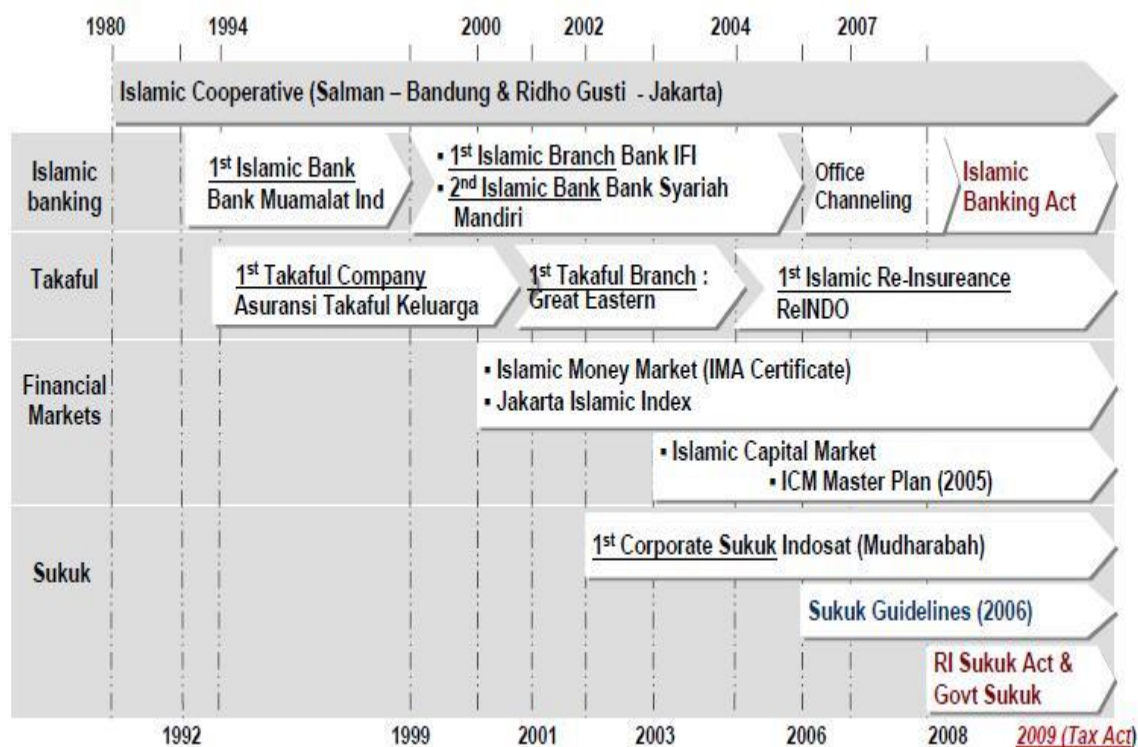 1980 1994 2000 2002 2004 2007
Islamic Cooperative (Salman – Bandung & Ridho Gusti - Jakarta)
Islamic
banking
1st Islamic Bank
Bank Muamalat Ind
▪ 1st Islamic Branch Bank IFI
▪ 2nd Islamic Bank Bank Syariah
Mandiri
Office
Channeling
Islamic
Banking Act
Takaful
1st Takaful Company
Asuransi Takaful Keluarga
1st Takaful Branch :
Great Eastern
1st Islamic Re-Insureance
ReINDO
Financial
Markets
▪ Islamic Money Market (IMA Certificate)
▪ Jakarta Islamic Index
▪ Islamic Capital Market
▪ ICM Master Plan (2005)
Sukuk
1st Corporate Sukuk Indosat (Mudharabah)
Sukuk Guidelines (2006)
RI Sukuk Act &
Govt Sukuk
1992 1999 2001 2003 2006 2008 2009 (Tax Act)